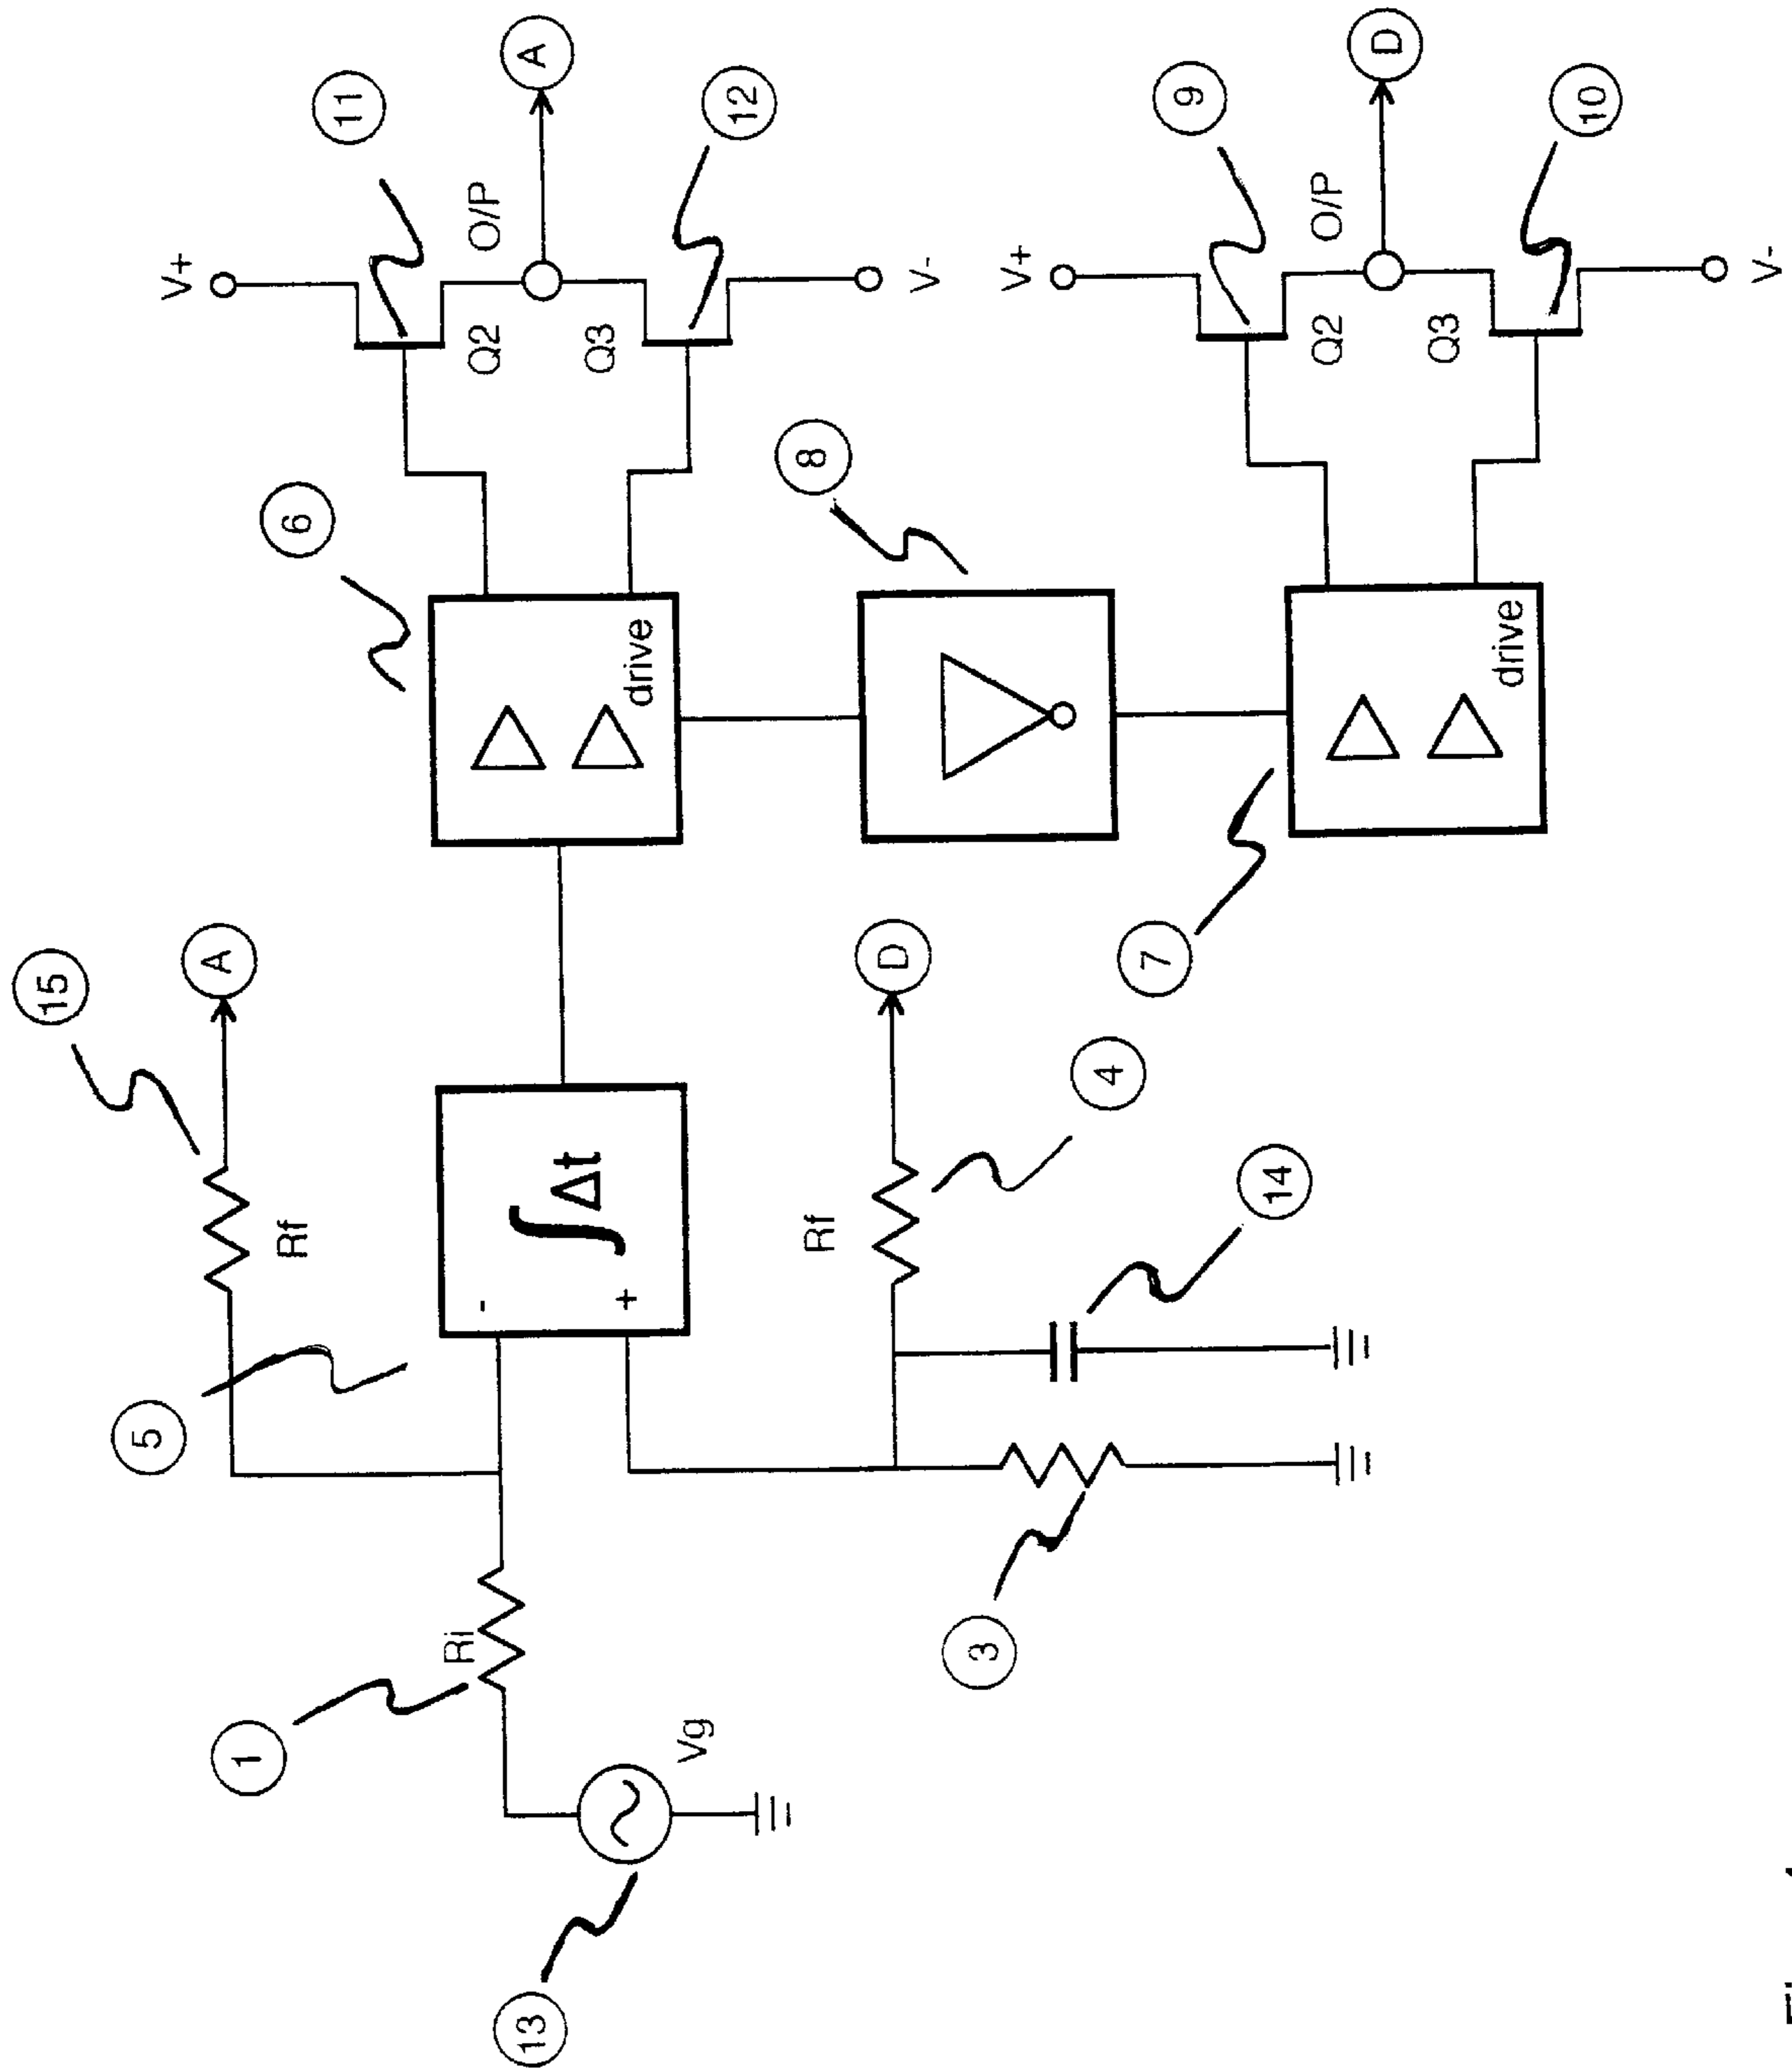 11
V+
A
O/P
Q2
Q3
12
V-
6
drive
8
V+
9
D
O/P
Q2
Q3
10
V-
7
drive
15
A
Rf
5
-
+
∫Δt
D
Rf
4
14
3
1
Ri
Vg
13